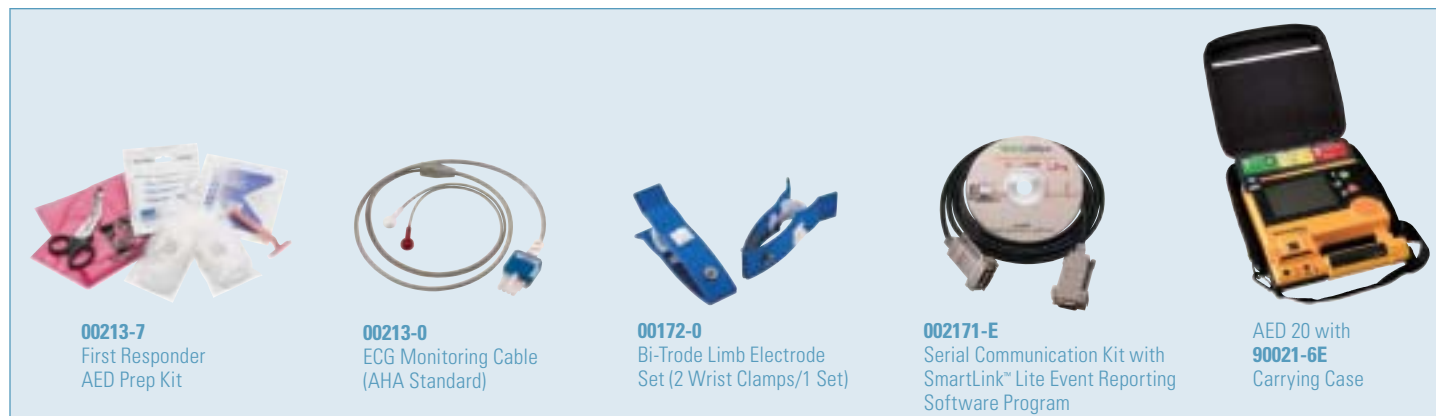 00213-7
First Responder
AED Prep Kit
00213-0
ECG Monitoring Cable
(AHA Standard)
00172-0
Bi-Trode Limb Electrode
Set (2 Wrist Clamps/1 Set)
002171-E
Serial Communication Kit with
SmartLink™ Lite Event Reporting
Software Program
AED 20 with
90021-6E
Carrying Case